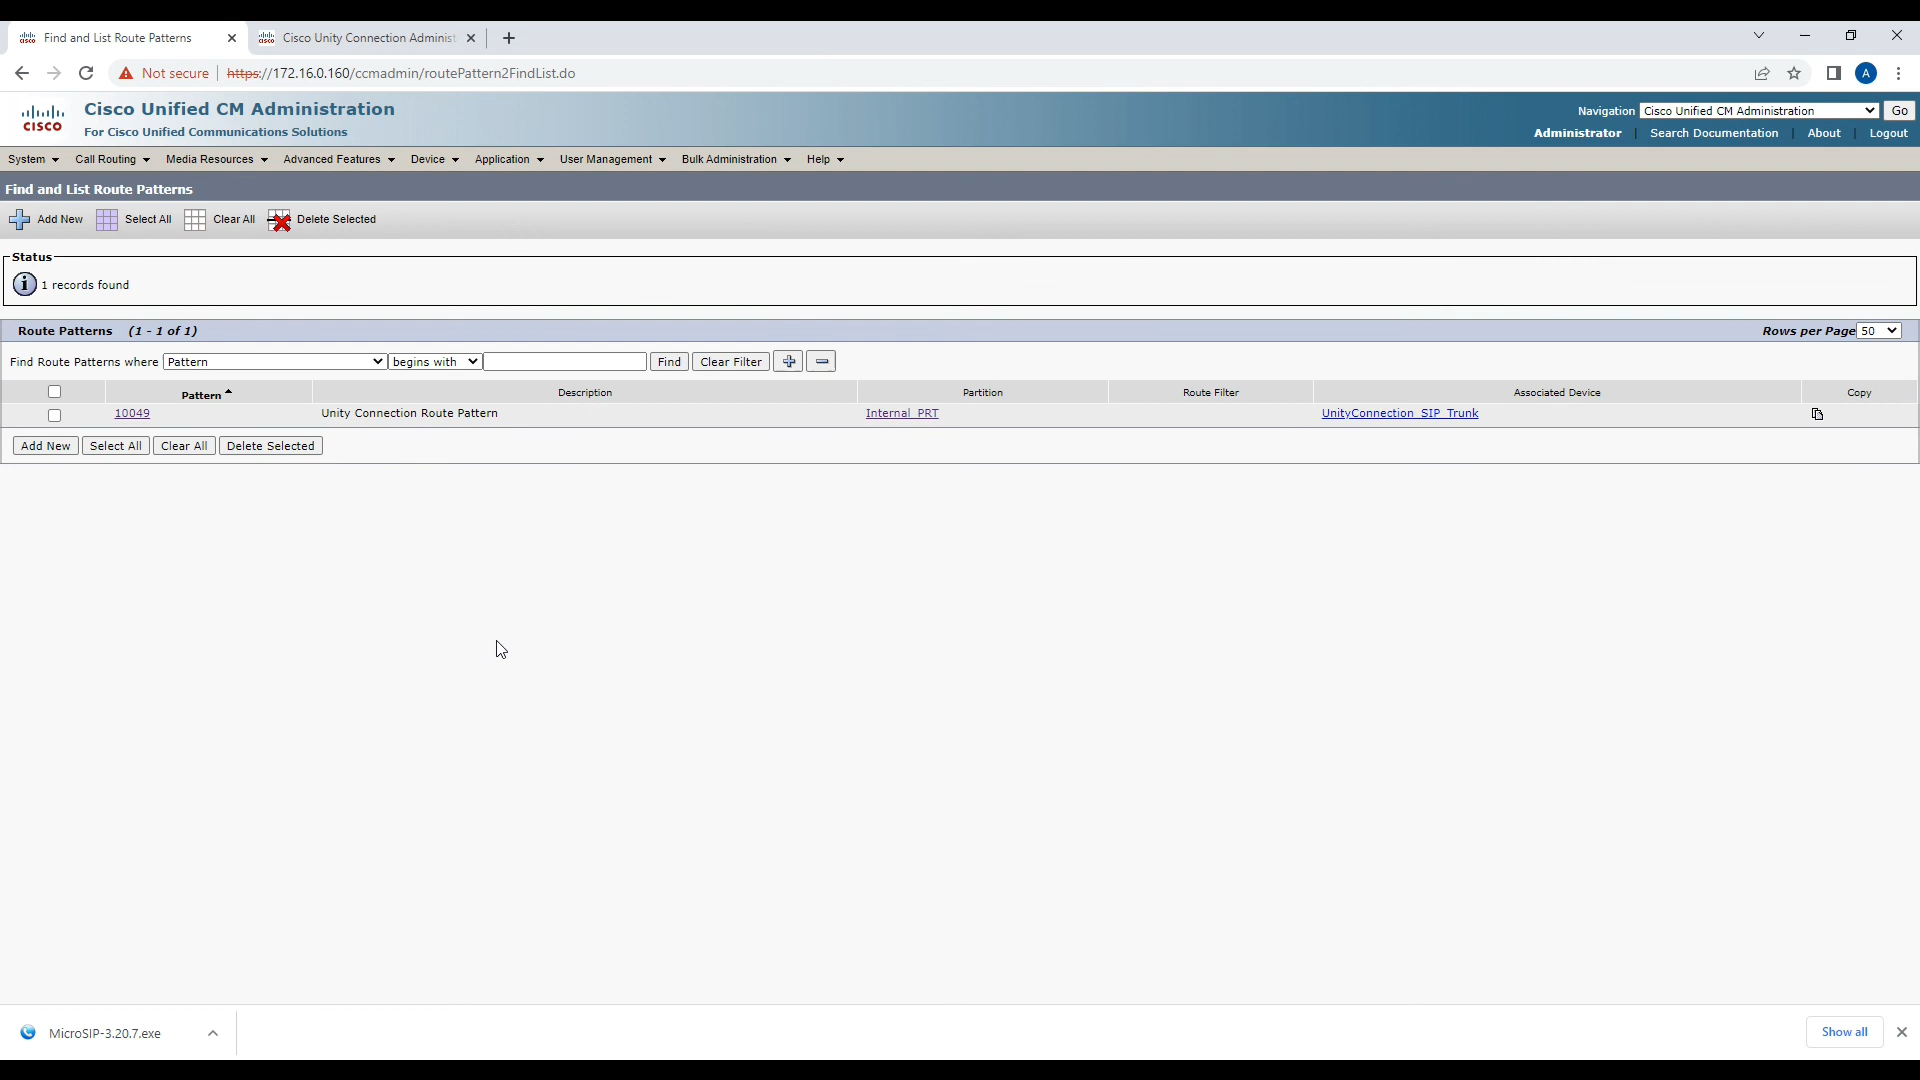 Find and List Route Patterns
Cisco Unity Connection Administ
Not secure https://172.16.0.160/ccmadmin/routePattern2FindList.do
A
CISCO
Cisco Unified CM Administration
For Cisco Unified Communications Solutions
Navigation Cisco Unified CM Administration Go
Administrator Search Documentation About Logout
System Call Routing Media Resources Advanced Features Device Application User Management Bulk Administration Help
Find and List Route Patterns
Add New Select All Clear All Delete Selected
Status
1 records found
Route Patterns (1 - 1 of 1) Rows per Page 50
Find Route Patterns where Pattern begins with Find Clear Filter
Pattern Description Partition Route Filter Associated Device Copy
10049 Unity Connection Route Pattern Internal_PRT UnityConnection_SIP_Trunk
Add New Select All Clear All Delete Selected
MicroSIP-3.20.7.exe Show all